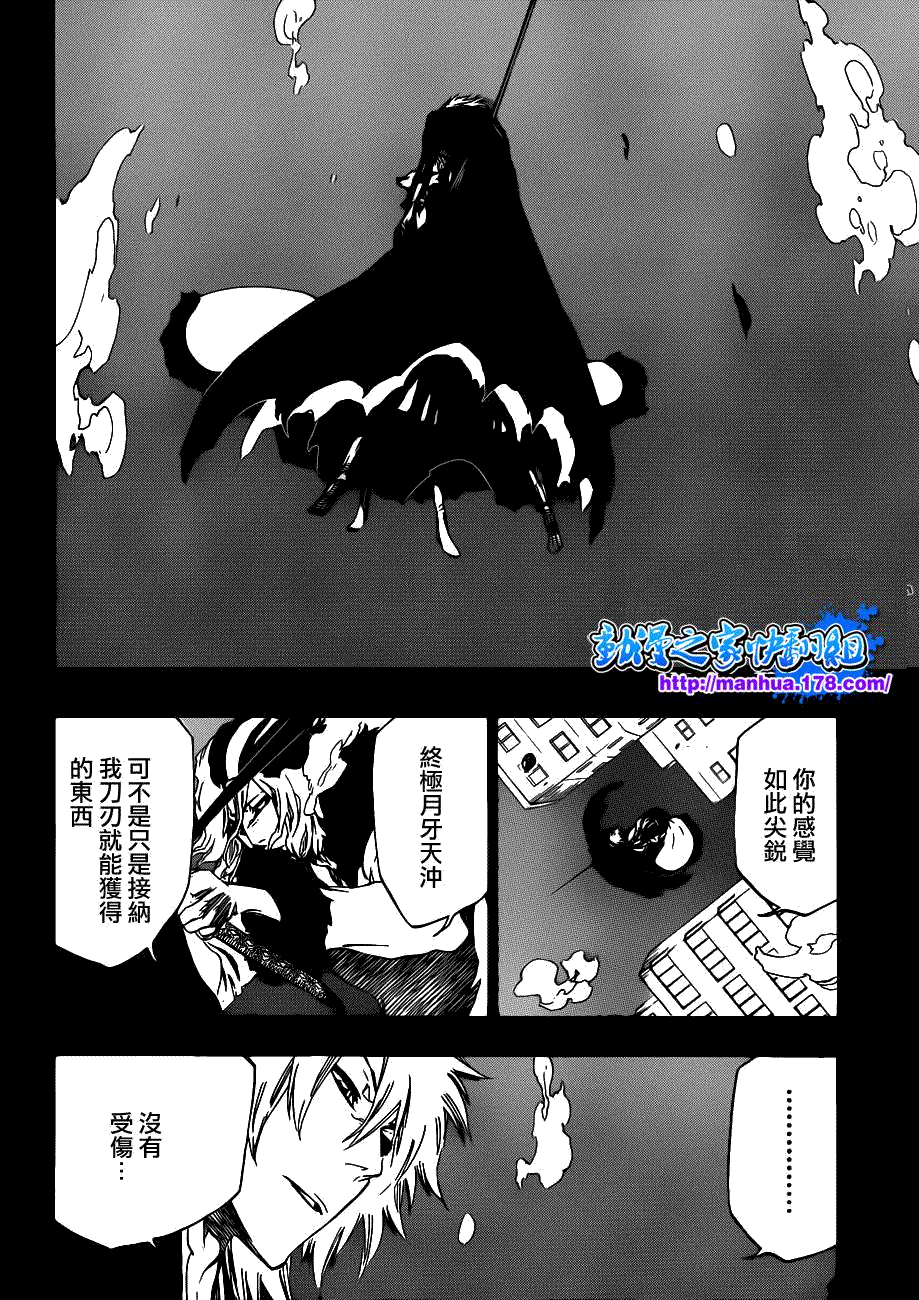 動漫之家快翻組
http://manhua.178.com/
你的感覺
如此尖銳
終極月牙天沖
可不是只是接納
我刀刃就能獲得
的東西
…………
沒有
受傷…